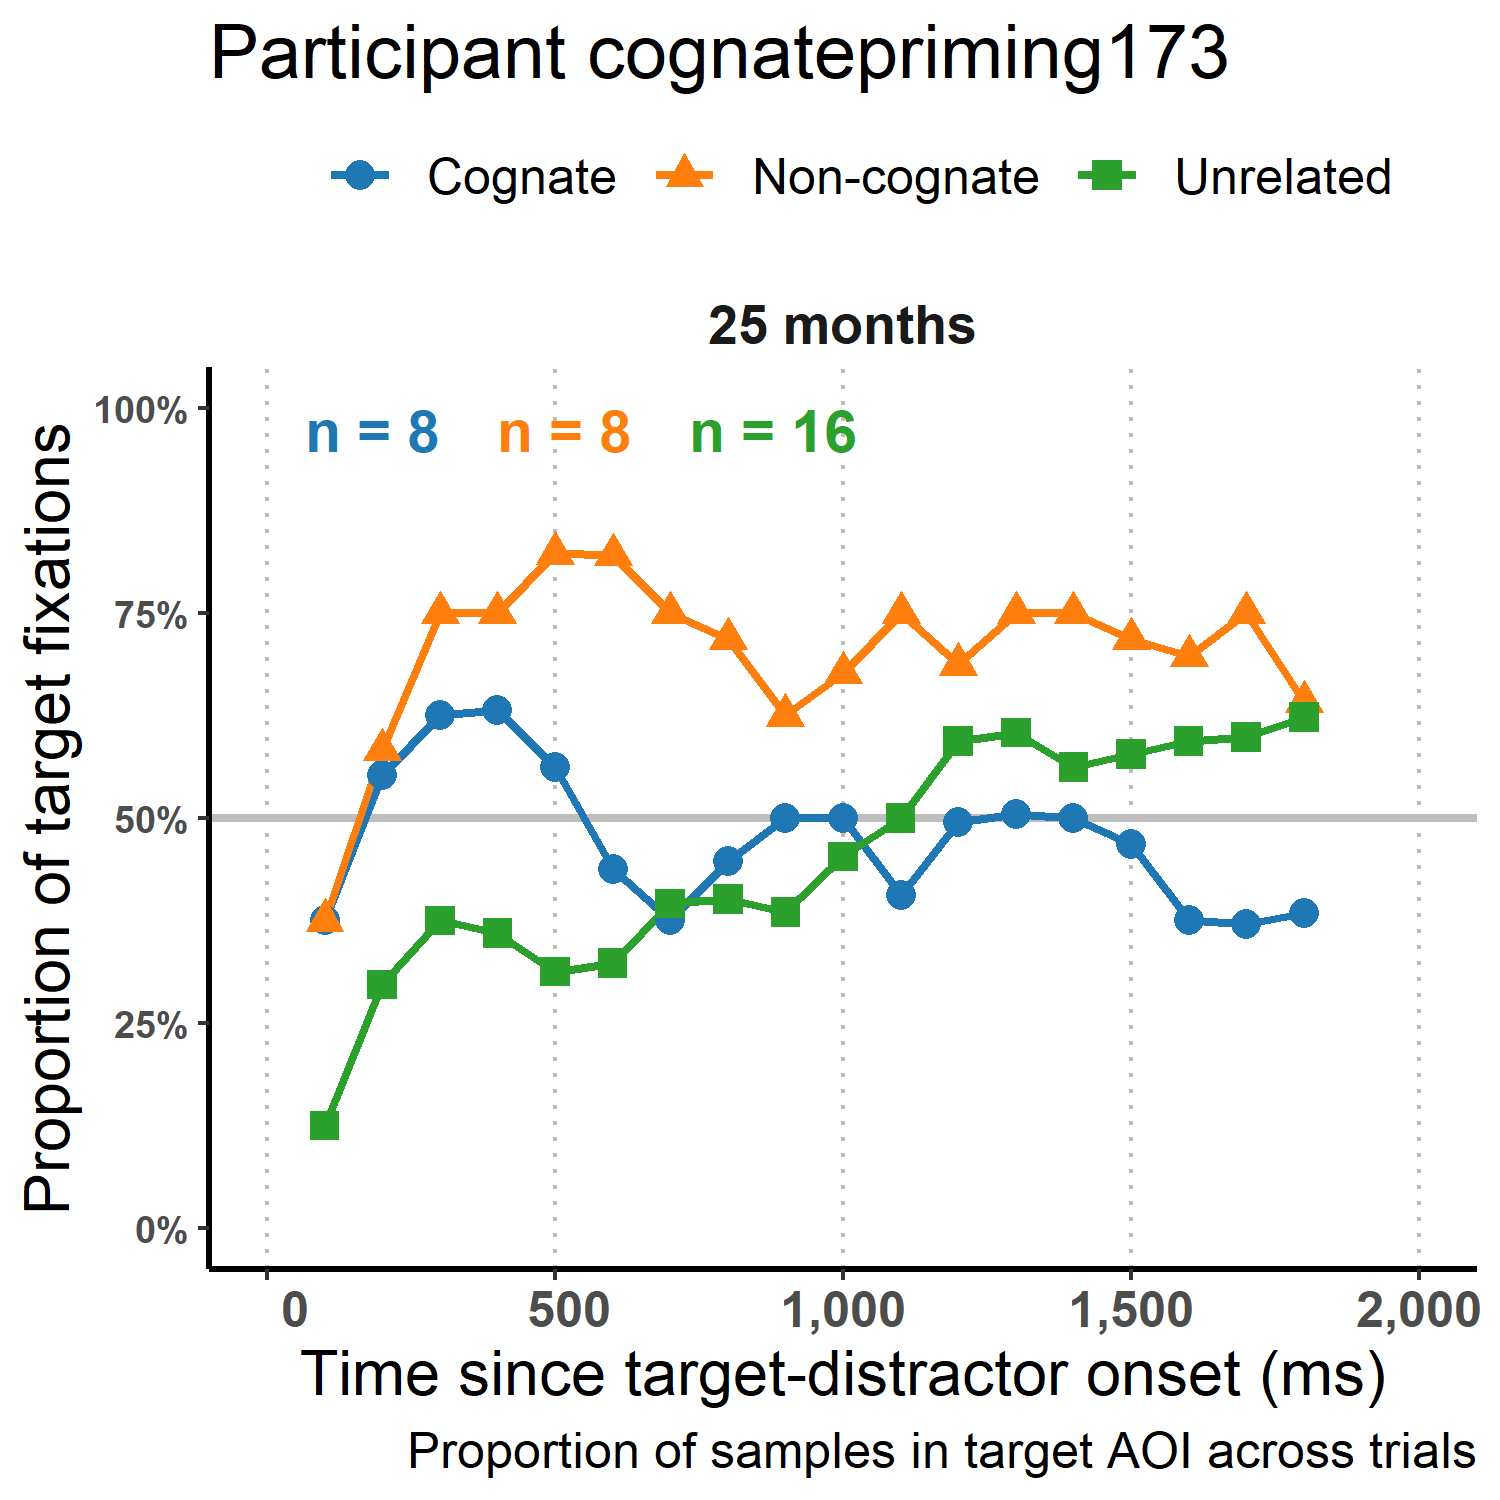 Participant cognatepriming173
Cognate Non-cognate Unrelated
25 months
n = 8 n = 8 n = 16
Proportion of target fixations
100%
75%
50%
25%
0%
0 500 1,000 1,500 2,000
Time since target-distractor onset (ms)
Proportion of samples in target AOI across trials